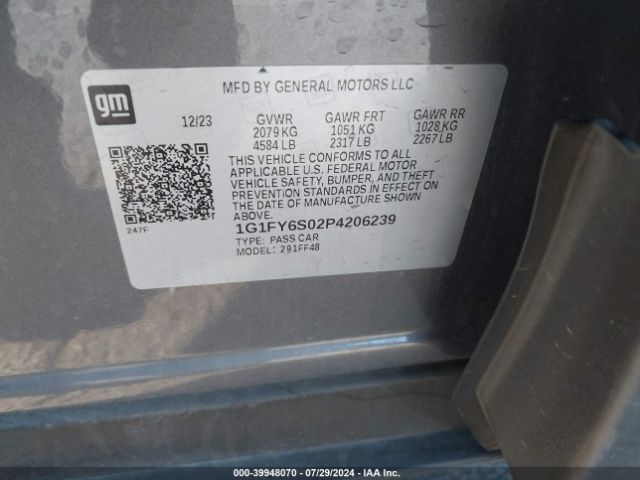 gm
MFD BY GENERAL MOTORS LLC
12/23 GVWR GAWR FRT GAWR RR
2079 KG 1051 KG 1028 KG
4584 LB 2317 LB 2267 LB
THIS VEHICLE CONFORMS TO ALL
APPLICABLE U.S. FEDERAL MOTOR
VEHICLE SAFETY, BUMPER, AND THEFT
PREVENTION STANDARDS IN EFFECT ON
THE DATE OF MANUFACTURE SHOWN
ABOVE.
247F
1G1FY6S02P4206239
TYPE: PASS CAR
MODEL: 291FF48
000-39948070 / 07/29/2024 / IAA Inc.